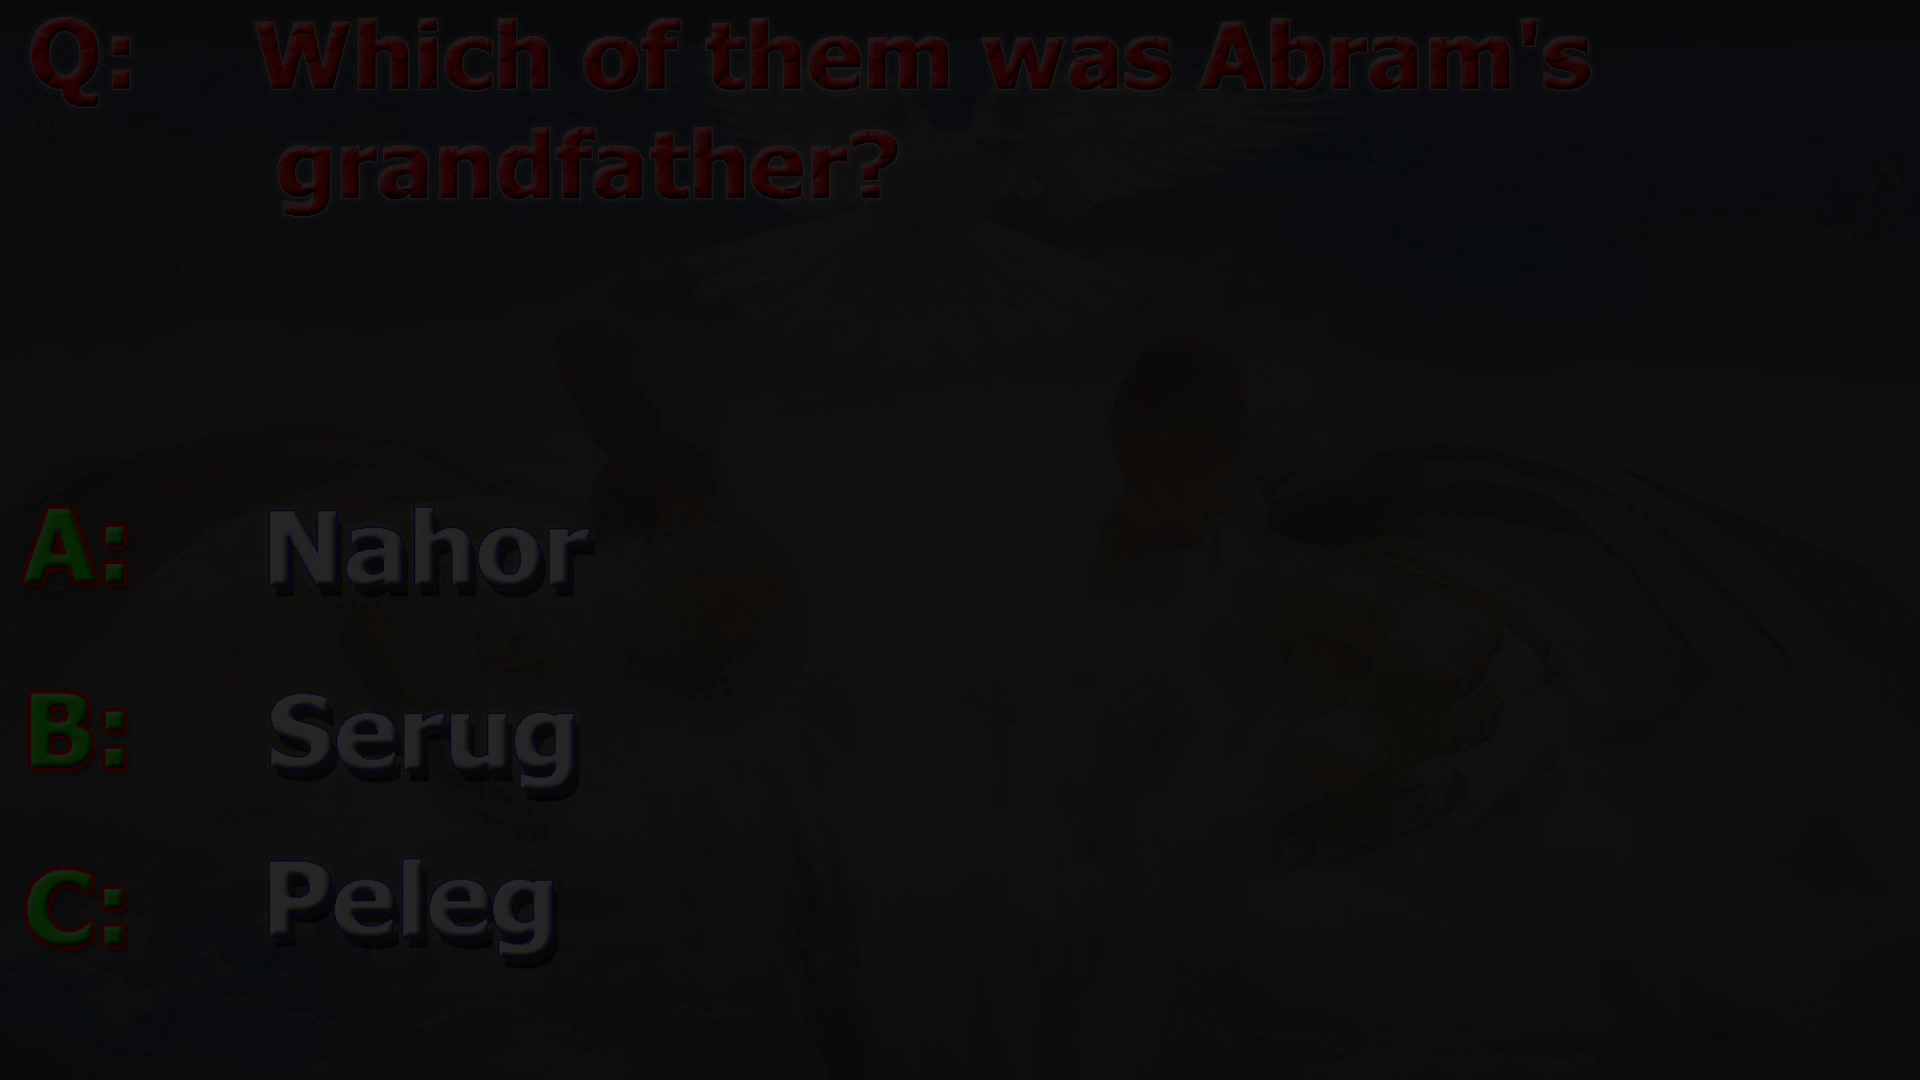 Q: Which of them was Abram's
grandfather?
A: Nahor
B: Serug
C: Peleg